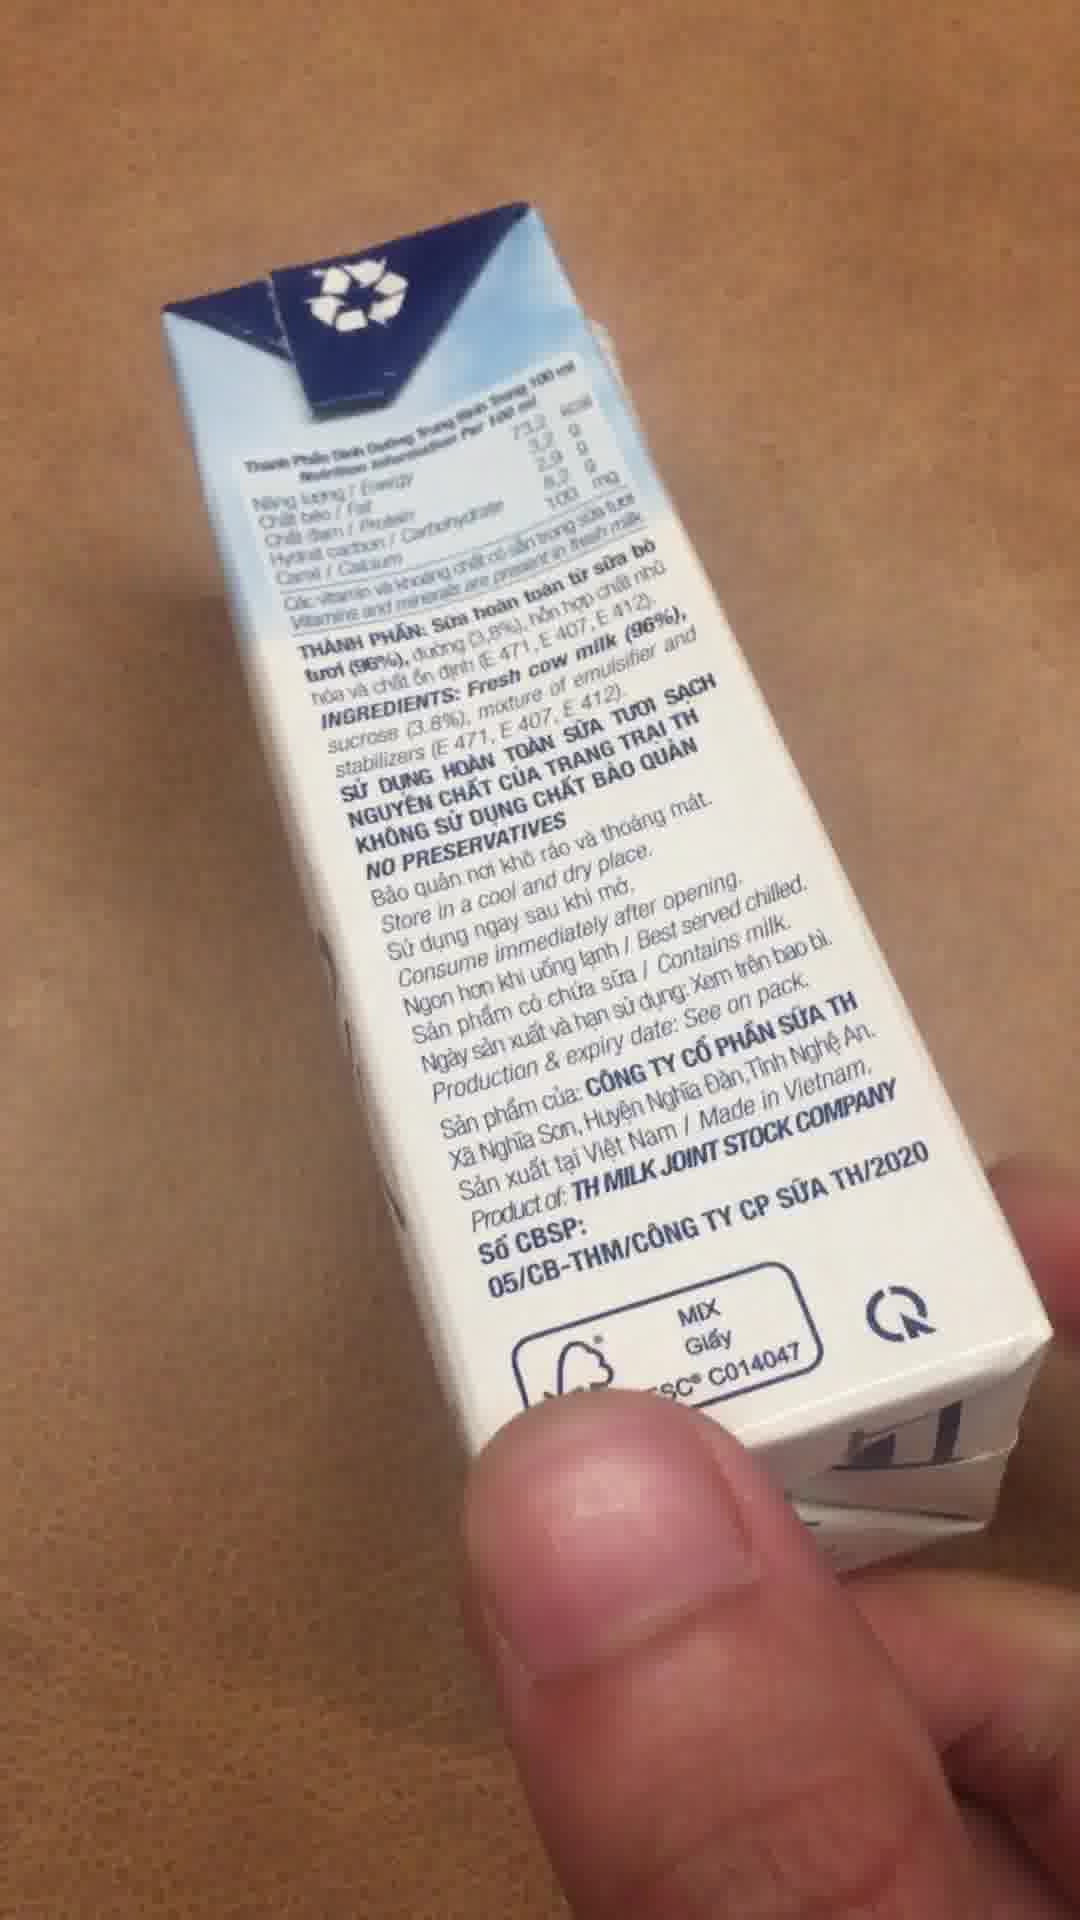 Thành Phần Dinh Dưỡng Trung Bình Trong 100 ml
Nutrition Information Per 100 ml
Năng lượng / Energy 73,2 kcal
Chất béo / Fat 3,2 g
Chất đạm / Protein 2,9 g
Hydrat cacbon / Carbohydrate 8,2 g
Canxi / Calcium 100 mg
Các vitamin và khoáng chất có sẵn trong sữa tươi
Vitamins and minerals are present in fresh milk
THÀNH PHẦN: Sữa hoàn toàn từ sữa bò
tươi (96%), đường (3,8%), hỗn hợp chất nhũ
hóa và chất ổn định (E 471, E 407, E 412).
INGREDIENTS: Fresh cow milk (96%),
sucrose (3.8%), mixture of emulsifier and
stabilizers (E 471, E 407, E 412).
SỬ DỤNG HOÀN TOÀN SỮA TƯƠI SẠCH
NGUYÊN CHẤT CỦA TRANG TRẠI TH
KHÔNG SỬ DỤNG CHẤT BẢO QUẢN
NO PRESERVATIVES
Bảo quản nơi khô ráo và thoáng mát.
Store in a cool and dry place.
Sử dụng ngay sau khi mở.
Consume immediately after opening.
Ngon hơn khi uống lạnh / Best served chilled.
Sản phẩm có chứa sữa / Contains milk.
Ngày sản xuất và hạn sử dụng: Xem trên bao bì.
Production & expiry date: See on pack.
Sản phẩm của: CÔNG TY CỔ PHẦN SỮA TH
Xã Nghĩa Sơn, Huyện Nghĩa Đàn, Tỉnh Nghệ An.
Sản xuất tại Việt Nam / Made in Vietnam.
Product of: TH MILK JOINT STOCK COMPANY
Số CBSP:
05/CB-THM/CÔNG TY CP SỮA TH/2020
MIX
Giấy
FSC® C014047